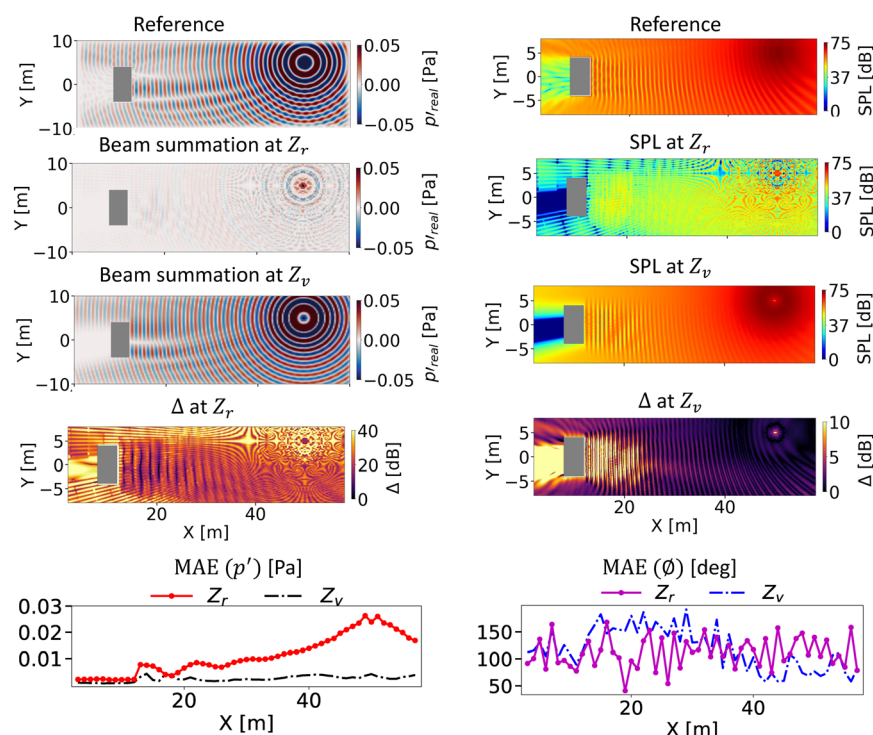 Reference
10
0
−10
Y [m]
0.05
0.00
−0.05
p′real [Pa]
Beam summation at Zr
10
0
−10
Y [m]
0.05
0.00
−0.05
p′real [Pa]
Beam summation at Zv
10
0
−10
Y [m]
0.05
0.00
−0.05
p′real [Pa]
Δ at Zr
5
0
−5
Y [m]
20
40
X [m]
40
20
0
Δ [dB]
MAE (p′) [Pa]
Zr
Zv
0.03
0.02
0.01
20
40
X [m]
Reference
5
0
−5
Y [m]
75
37
0
SPL [dB]
SPL at Zr
5
0
−5
Y [m]
75
37
0
SPL [dB]
SPL at Zv
5
0
−5
Y [m]
75
37
0
SPL [dB]
Δ at Zv
5
0
−5
Y [m]
20
40
X [m]
10
5
0
Δ [dB]
MAE (Ø) [deg]
Zr
Zv
150
100
50
20
40
X [m]